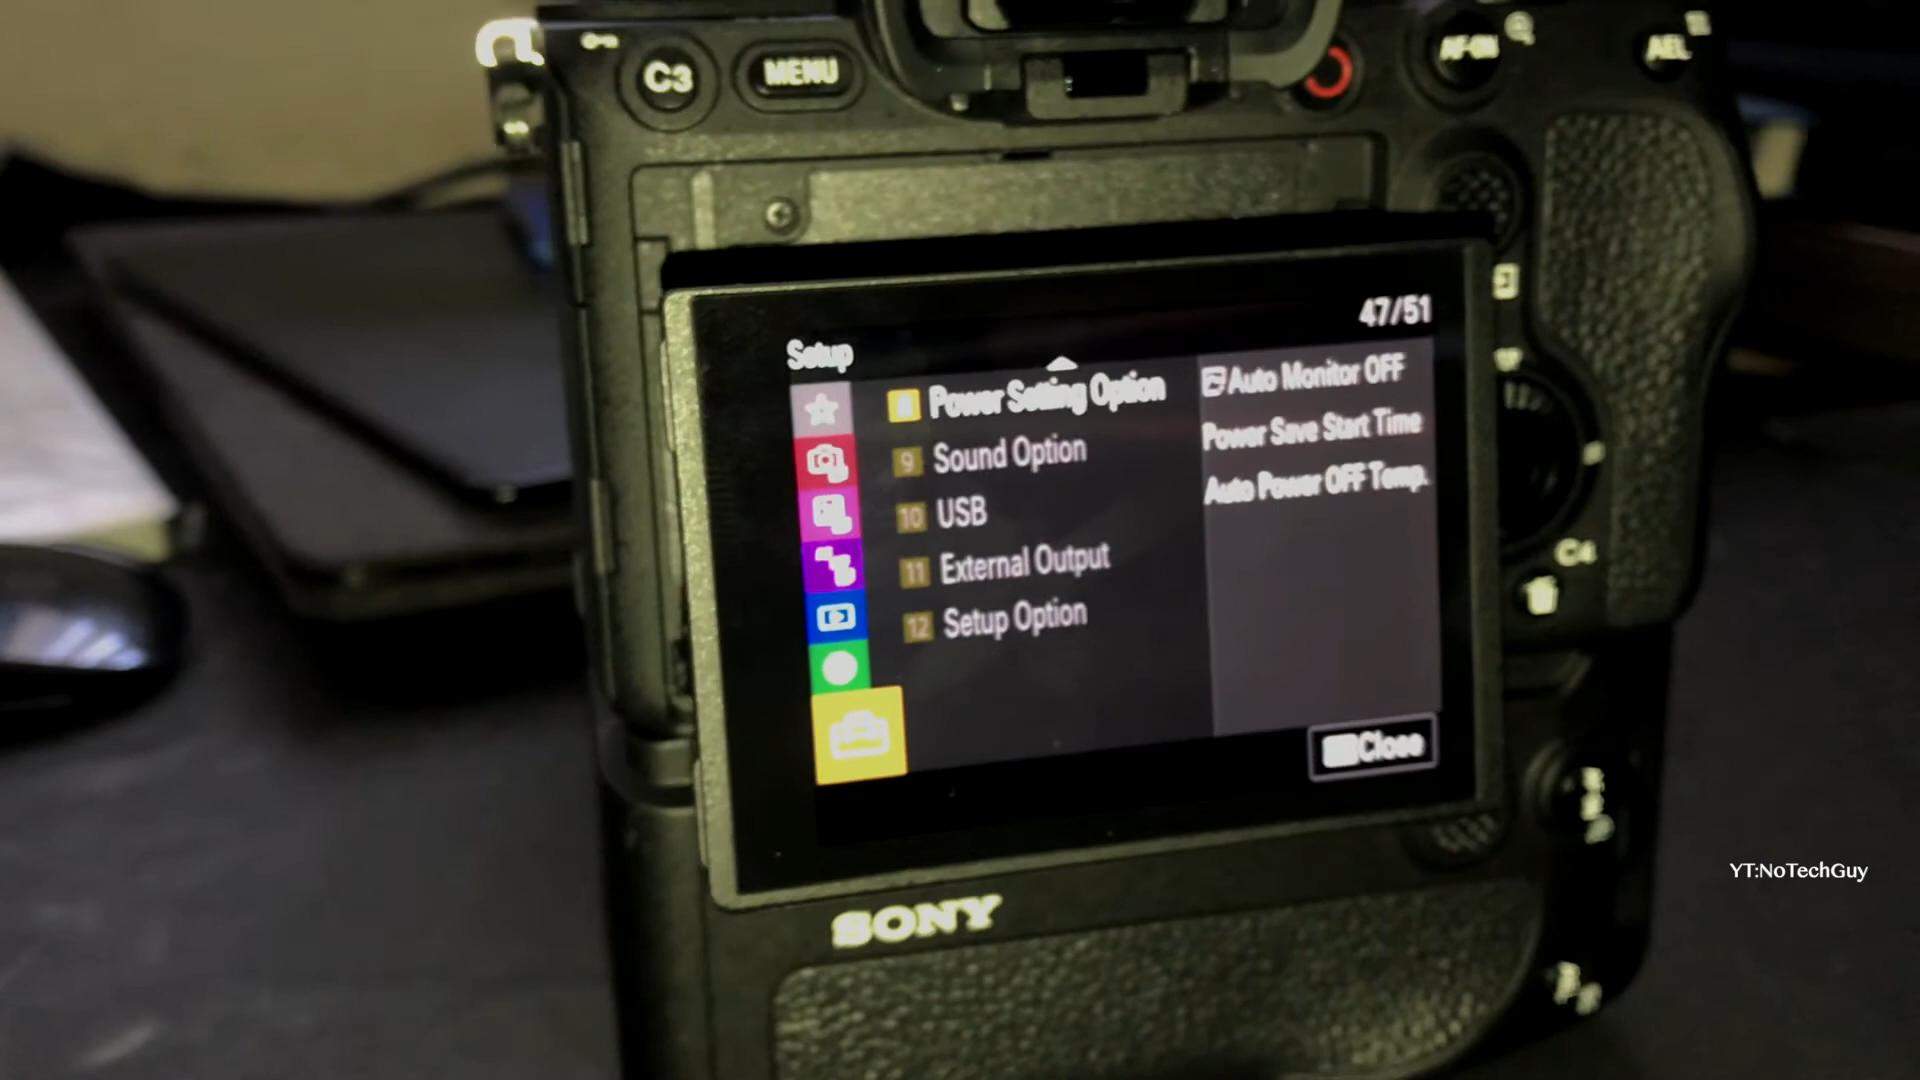 C3
MENU
AF-ON
AEL
47/51
Setup
Power Setting Option
9 Sound Option
10 USB
11 External Output
12 Setup Option
Auto Monitor OFF
Power Save Start Time
Auto Power OFF Temp.
Close
C4
SONY
YT:NoTechGuy